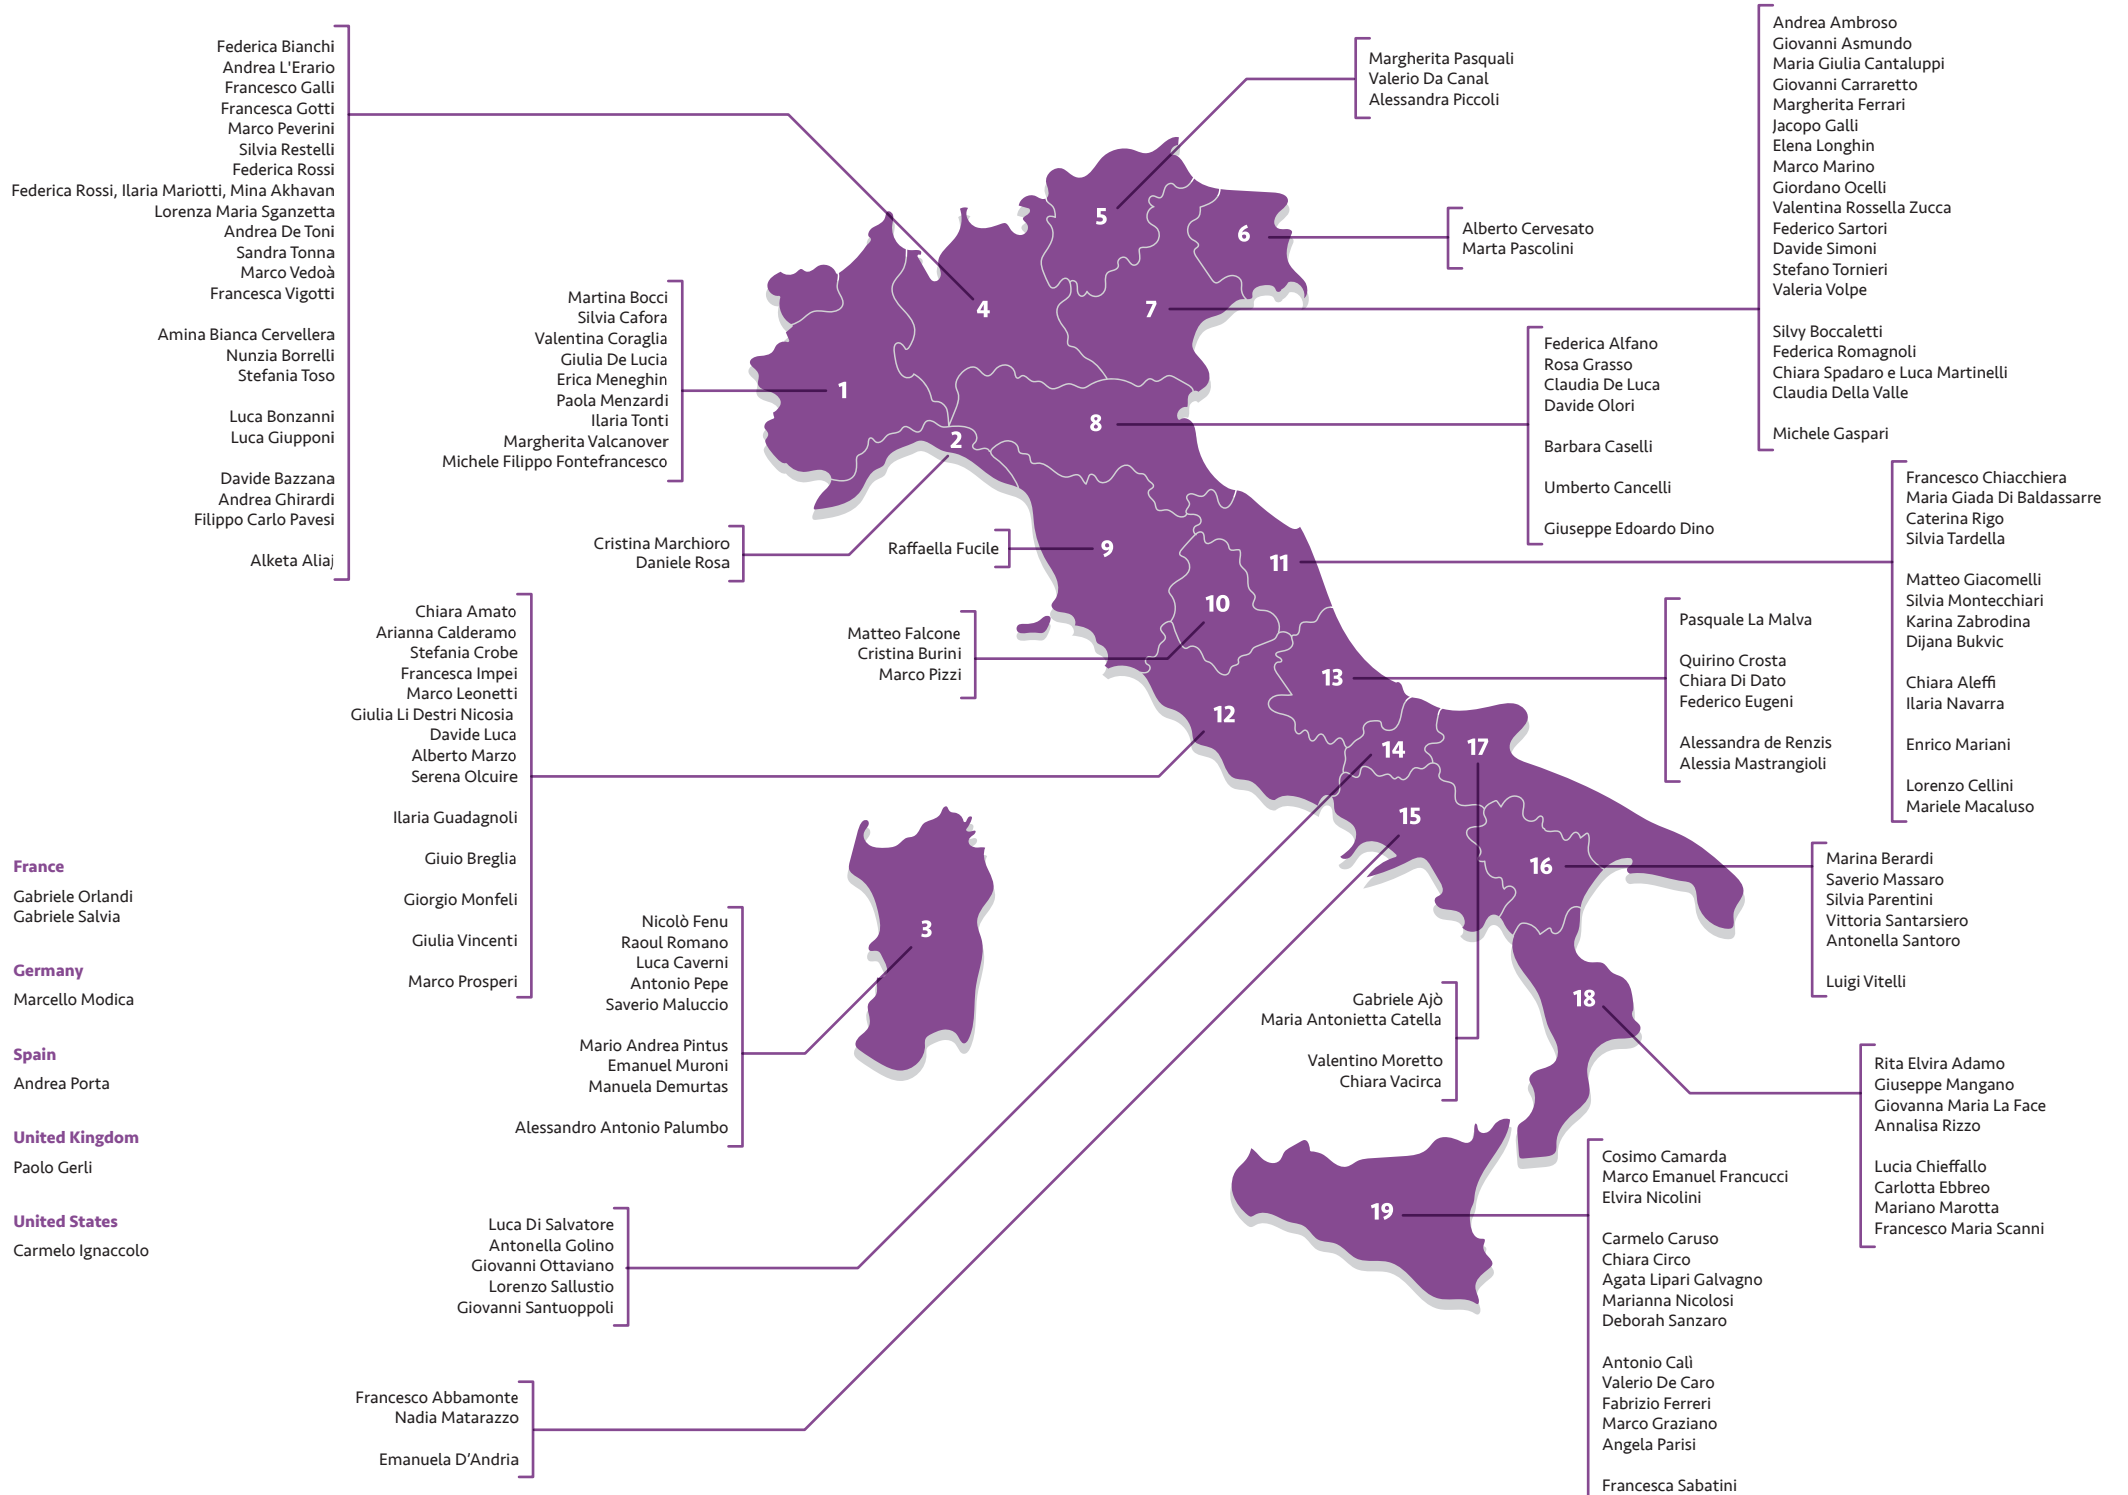 Federica Bianchi
Andrea L'Erario
Francesco Galli
Francesca Gotti
Marco Peverini
Silvia Restelli
Federica Rossi
Federica Rossi, Ilaria Mariotti, Mina Akhavan
Lorenza Maria Sganzetta
Andrea De Toni
Sandra Tonna
Marco Vedoà
Francesca Vigotti
Amina Bianca Cervellera
Nunzia Borrelli
Stefania Toso
Luca Bonzanni
Luca Giupponi
Davide Bazzana
Andrea Ghirardi
Filippo Carlo Pavesi
Alketa Aliaj
Martina Bocci
Silvia Cafora
Valentina Coraglia
Giulia De Lucia
Erica Meneghin
Paola Menzardi
Ilaria Tonti
Margherita Valcanover
Michele Filippo Fontefrancesco
Cristina Marchioro
Daniele Rosa
Raffaella Fucile
Matteo Falcone
Cristina Burini
Marco Pizzi
Chiara Amato
Arianna Calderamo
Stefania Crobe
Francesca Impei
Marco Leonetti
Giulia Li Destri Nicosia
Davide Luca
Alberto Marzo
Serena Olcuire
Ilaria Guadagnoli
Giuio Breglia
Giorgio Monfeli
Giulia Vincenti
Marco Prosperi
Nicolò Fenu
Raoul Romano
Luca Caverni
Antonio Pepe
Saverio Maluccio
Mario Andrea Pintus
Emanuel Muroni
Manuela Demurtas
Alessandro Antonio Palumbo
Luca Di Salvatore
Antonella Golino
Giovanni Ottaviano
Lorenzo Sallustio
Giovanni Santuoppoli
Francesco Abbamonte
Nadia Matarazzo
Emanuela D’Andria
France
Gabriele Orlandi
Gabriele Salvia
Germany
Marcello Modica
Spain
Andrea Porta
United Kingdom
Paolo Gerli
United States
Carmelo Ignaccolo
1
2
3
4
5
6
7
8
9
10
11
12
13
14
15
16
17
18
19
Margherita Pasquali
Valerio Da Canal
Alessandra Piccoli
Alberto Cervesato
Marta Pascolini
Andrea Ambroso
Giovanni Asmundo
Maria Giulia Cantaluppi
Giovanni Carraretto
Margherita Ferrari
Jacopo Galli
Elena Longhin
Marco Marino
Giordano Ocelli
Valentina Rossella Zucca
Federico Sartori
Davide Simoni
Stefano Tornieri
Valeria Volpe
Silvy Boccaletti
Federica Romagnoli
Chiara Spadaro e Luca Martinelli
Claudia Della Valle
Michele Gaspari
Federica Alfano
Rosa Grasso
Claudia De Luca
Davide Olori
Barbara Caselli
Umberto Cancelli
Giuseppe Edoardo Dino
Francesco Chiacchiera
Maria Giada Di Baldassarre
Caterina Rigo
Silvia Tardella
Matteo Giacomelli
Silvia Montecchiari
Karina Zabrodina
Dijana Bukvic
Chiara Aleffi
Ilaria Navarra
Enrico Mariani
Lorenzo Cellini
Mariele Macaluso
Pasquale La Malva
Quirino Crosta
Chiara Di Dato
Federico Eugeni
Alessandra de Renzis
Alessia Mastrangioli
Marina Berardi
Saverio Massaro
Silvia Parentini
Vittoria Santarsiero
Antonella Santoro
Luigi Vitelli
Gabriele Ajò
Maria Antonietta Catella
Valentino Moretto
Chiara Vacirca
Rita Elvira Adamo
Giuseppe Mangano
Giovanna Maria La Face
Annalisa Rizzo
Lucia Chieffallo
Carlotta Ebbreo
Mariano Marotta
Francesco Maria Scanni
Cosimo Camarda
Marco Emanuel Francucci
Elvira Nicolini
Carmelo Caruso
Chiara Circo
Agata Lipari Galvagno
Marianna Nicolosi
Deborah Sanzaro
Antonio Calì
Valerio De Caro
Fabrizio Ferreri
Marco Graziano
Angela Parisi
Francesca Sabatini